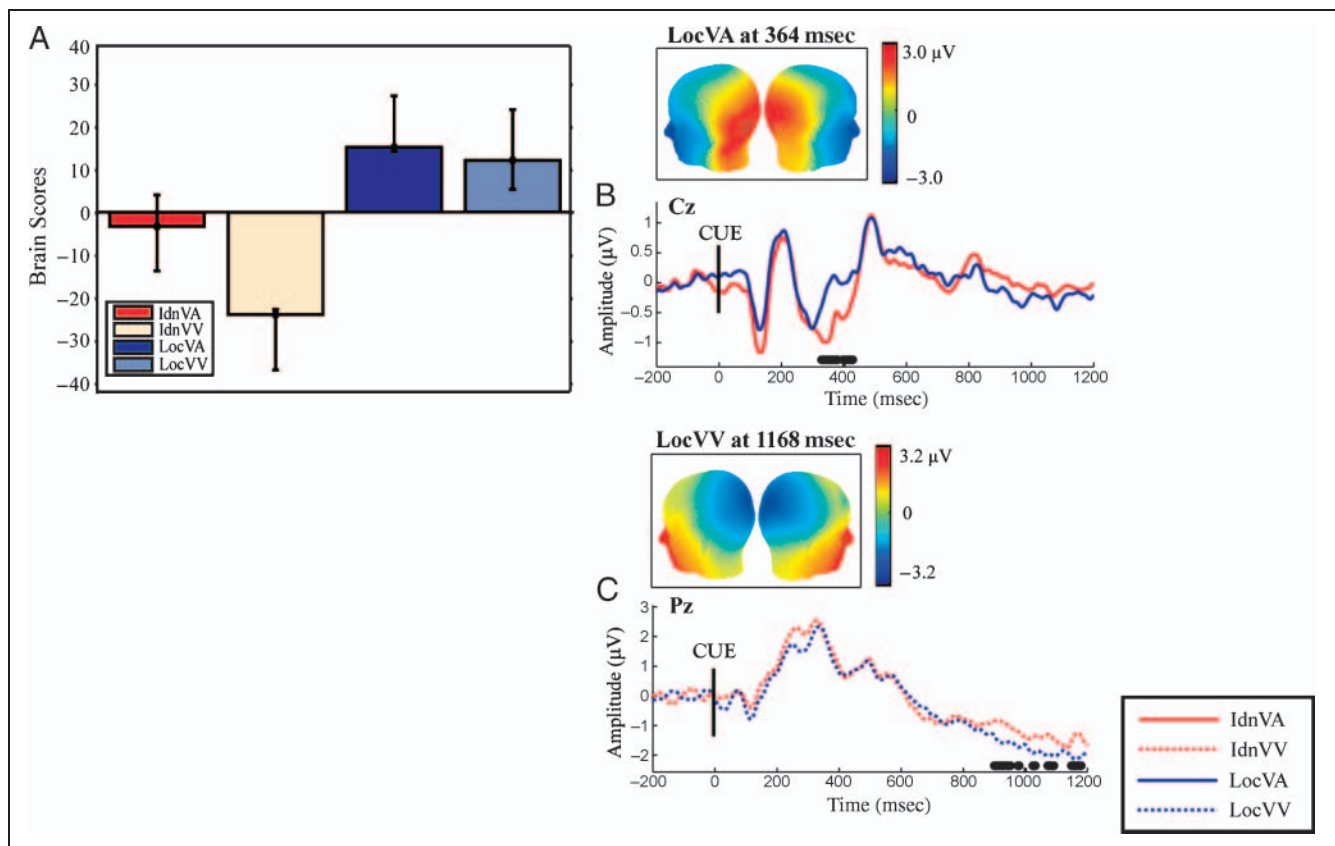 A
40
30
20
10
0
−10
−20
−30
−40
Brain Scores
IdnVA
IdnVV
LocVA
LocVV
LocVA at 364 msec
3.0 µV
0
−3.0
B
Cz
CUE
1
0.5
0
−0.5
−1
Amplitude (µV)
−200 0 200 400 600 800 1000 1200
Time (msec)
LocVV at 1168 msec
3.2 µV
0
−3.2
C
Pz
CUE
3
2
1
0
−1
−2
Amplitude (µV)
−200 0 200 400 600 800 1000 1200
Time (msec)
IdnVA
IdnVV
LocVA
LocVV